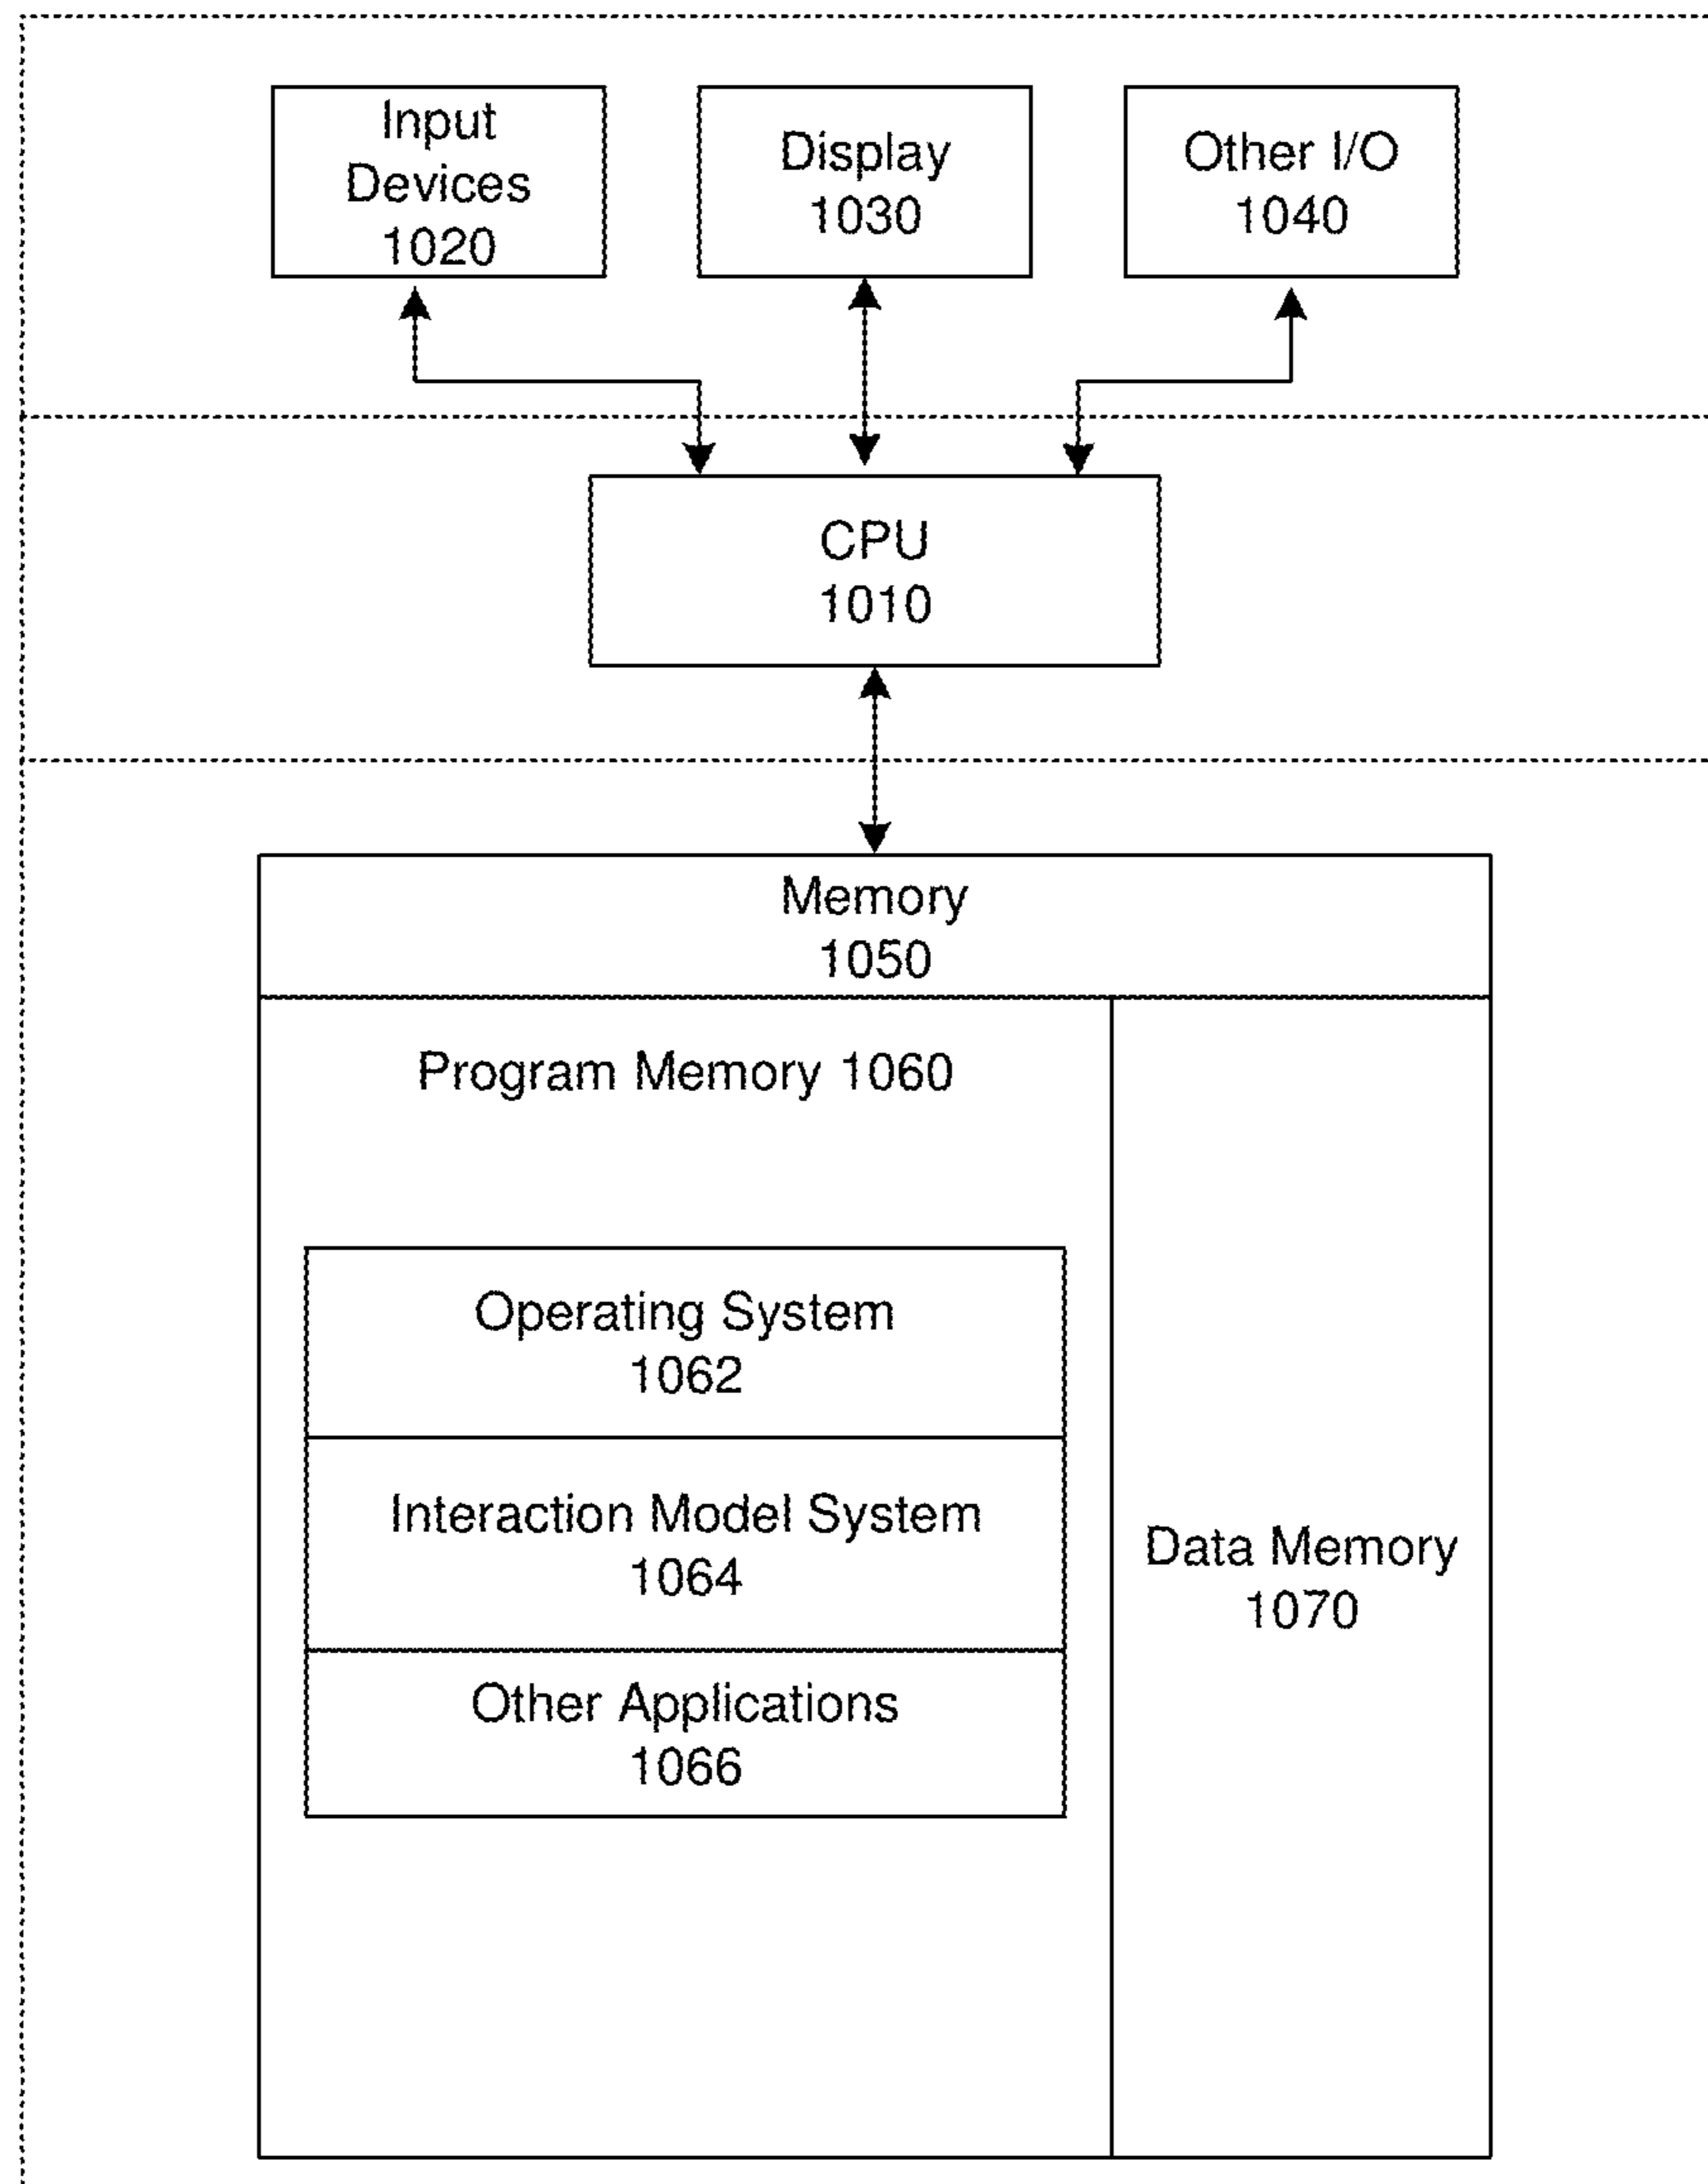 Input
Devices
1020
Display
1030
Other I/O
1040
CPU
1010
Memory
1050
Program Memory 1060
Operating System
1062
Interaction Model System
1064
Other Applications
1066
Data Memory
1070